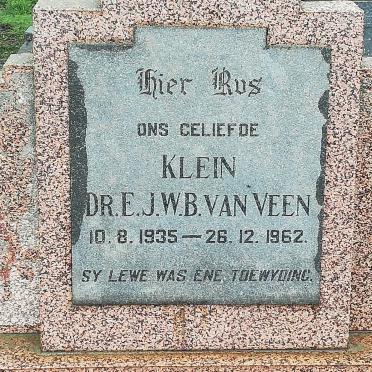 Hier Rus
ONS GELIEFDE
KLEIN
DR. E.J.W.B. VAN VEEN
10.8.1935—26.12.1962.
SY LEWE WAS ENE TOEWYDING.